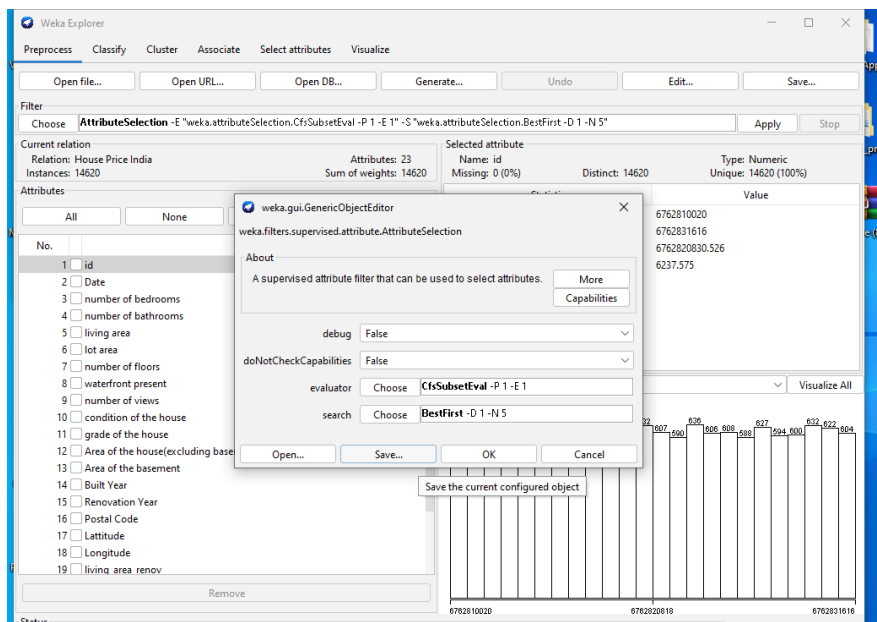 Weka Explorer
Preprocess Classify Cluster Associate Select attributes Visualize
Open file... Open URL... Open DB... Generate... Undo Edit... Save...
Filter
Choose AttributeSelection -E "weka.attributeSelection.CfsSubsetEval -P 1 -E 1" -S "weka.attributeSelection.BestFirst -D 1 -N 5" Apply Stop
Current relation
Relation: House Price India Attributes: 23
Instances: 14620 Sum of weights: 14620
Selected attribute
Name: id Type: Numeric
Missing: 0 (0%) Distinct: 14620 Unique: 14620 (100%)
Attributes
All None
No.
1 id
2 Date
3 number of bedrooms
4 number of bathrooms
5 living area
6 lot area
7 number of floors
8 waterfront present
9 number of views
10 condition of the house
11 grade of the house
12 Area of the house(excluding base
13 Area of the basement
14 Built Year
15 Renovation Year
16 Postal Code
17 Lattitude
18 Longitude
19 living_area_renov
Remove
Status
Value
6762810020
6762831616
6762820830.526
6237.575
weka.gui.GenericObjectEditor
weka.filters.supervised.attribute.AttributeSelection
About
A supervised attribute filter that can be used to select attributes. More
Capabilities
debug False
doNotCheckCapabilities False
evaluator Choose CfsSubsetEval -P 1 -E 1
search Choose BestFirst -D 1 -N 5
Open... Save... OK Cancel
Save the current configured object
Visualize All
607 590 636 606 608 588 627 594 600 632 622 604
6762810020 6762820818 6762831616